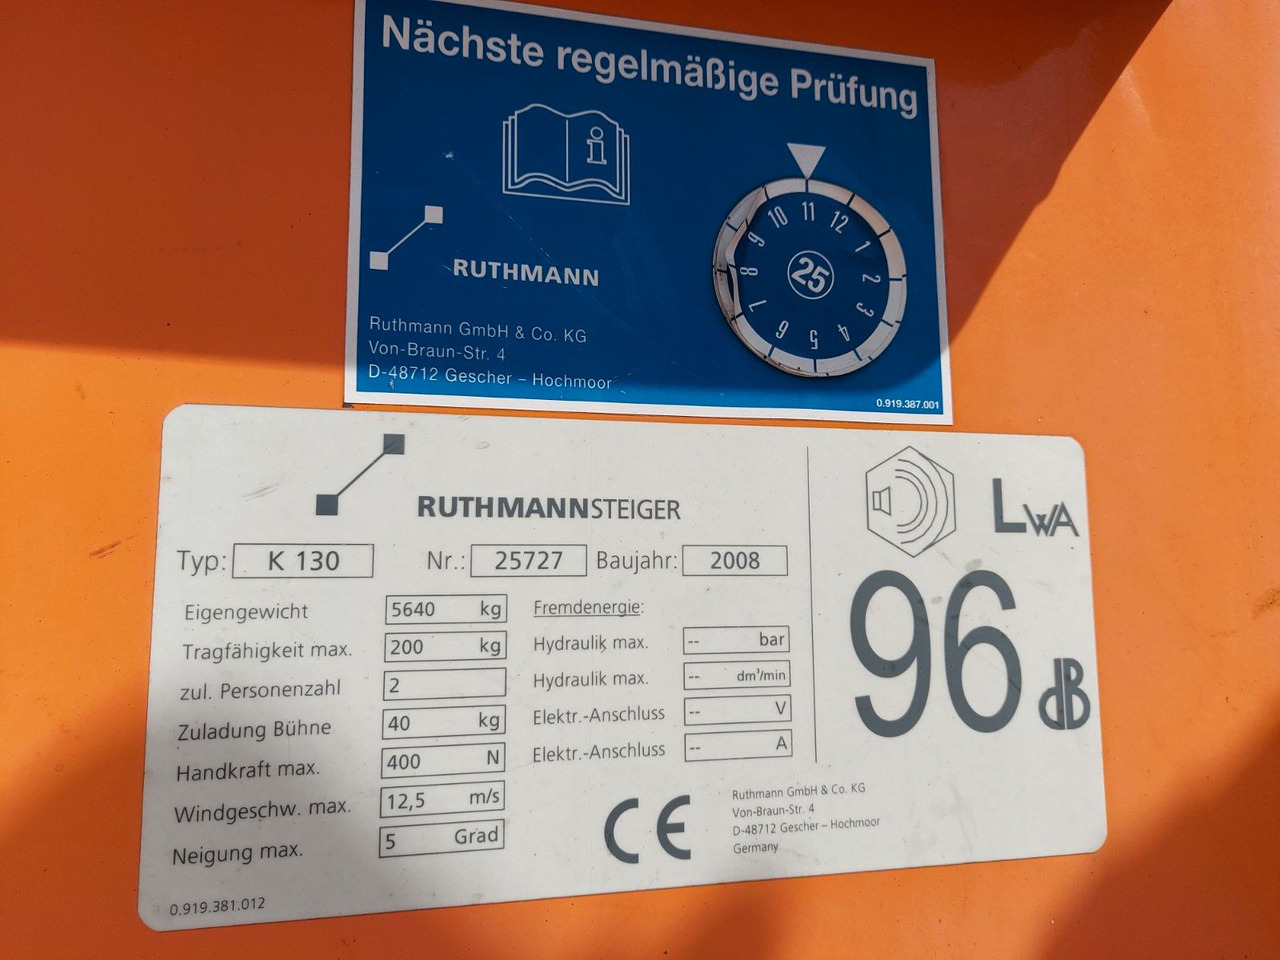 Nächste regelmäßige Prüfung
i
RUTHMANN
Ruthmann GmbH & Co. KG
Von-Braun-Str. 4
D-48712 Gescher – Hochmoor
11 12 1 2 3 4 5 6 7 8 9 10
25
0.919.387.001
RUTHMANNSTEIGER
Typ: K 130 Nr.: 25727 Baujahr: 2008
Eigengewicht 5640 kg
Tragfähigkeit max. 200 kg
zul. Personenzahl 2
Zuladung Bühne 40 kg
Handkraft max. 400 N
Windgeschw. max. 12,5 m/s
Neigung max. 5 Grad
Fremdenergie:
Hydraulik max. -- bar
Hydraulik max. -- dm³/min
Elektr.-Anschluss -- V
Elektr.-Anschluss -- A
LWA
96 dB
CE
Ruthmann GmbH & Co. KG
Von-Braun-Str. 4
D-48712 Gescher – Hochmoor
Germany
0.919.381.012